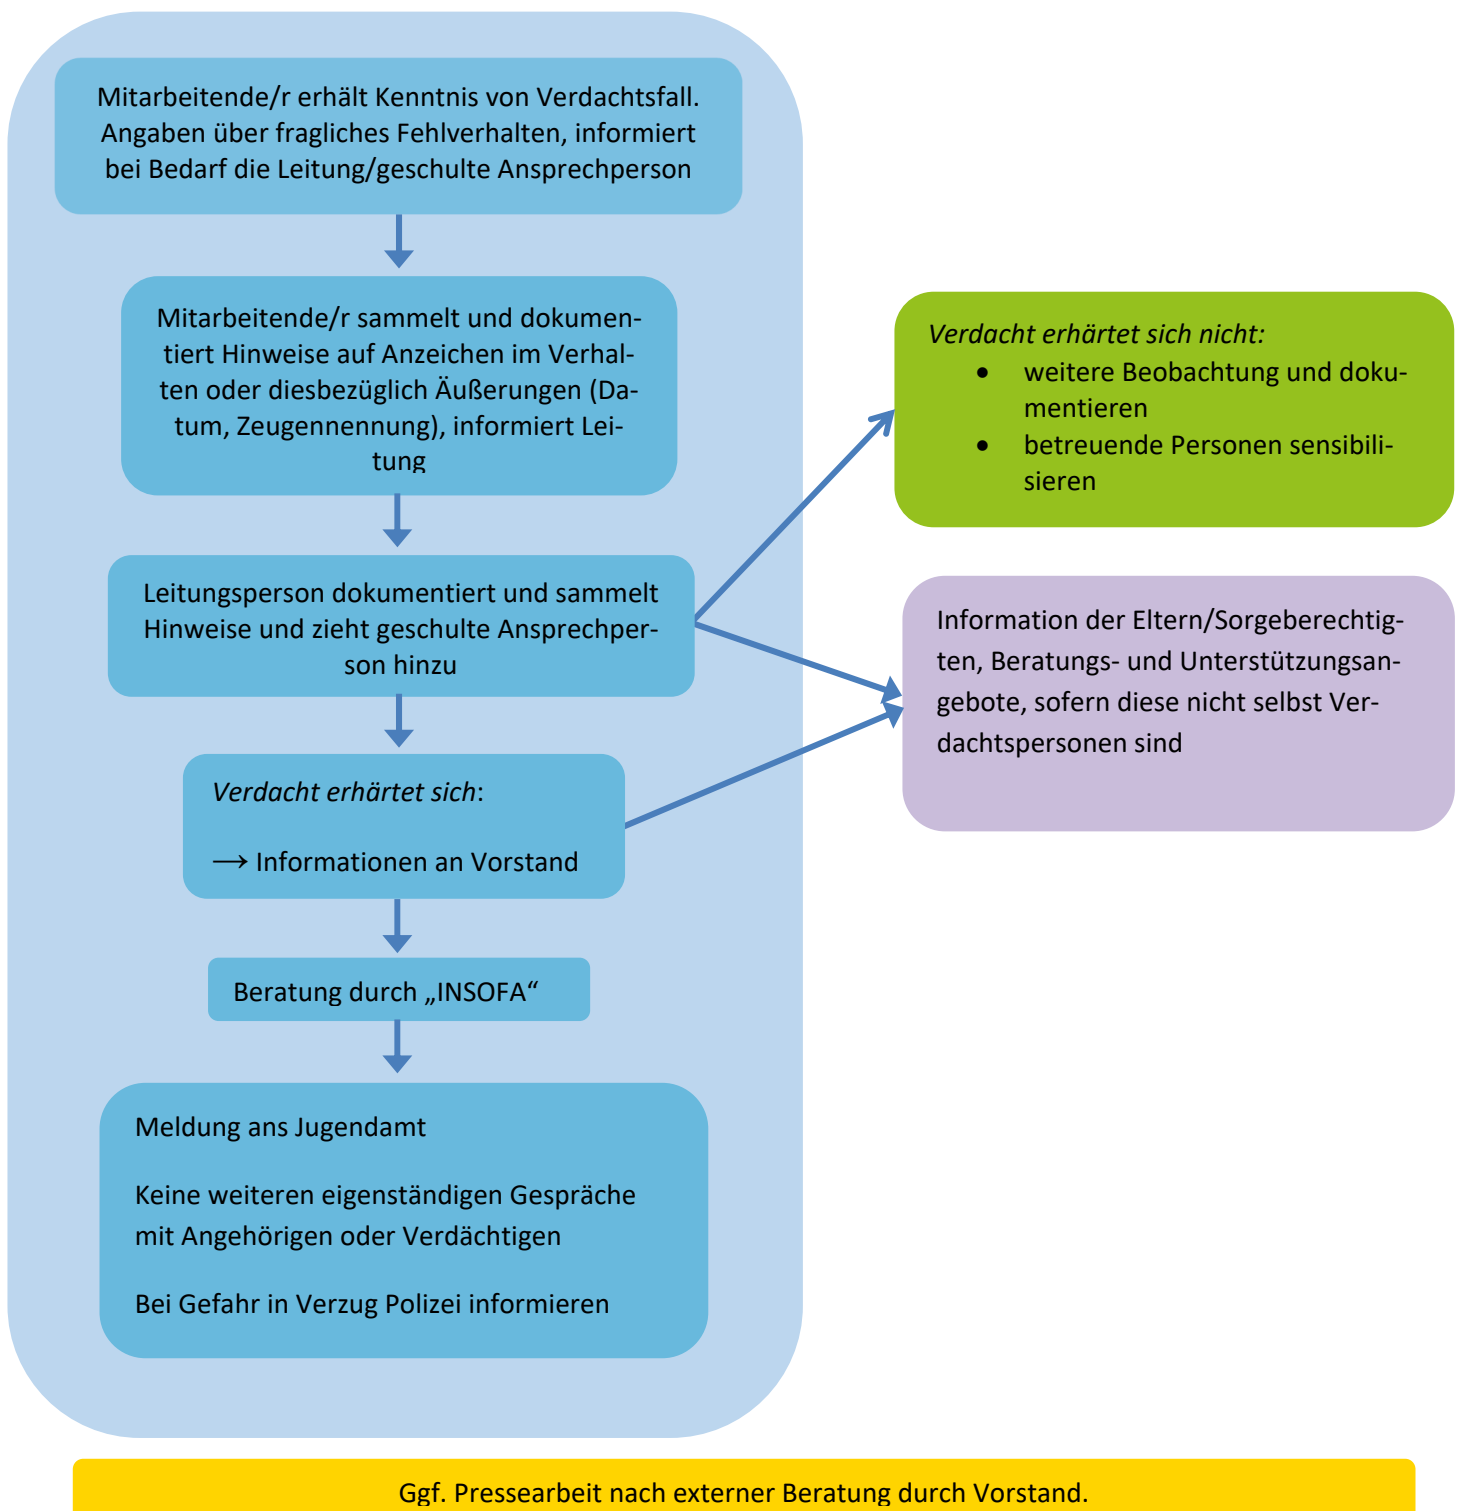 Mitarbeitende/r erhält Kenntnis von Verdachtsfall.
Angaben über fragliches Fehlverhalten, informiert
bei Bedarf die Leitung/geschulte Ansprechperson
Mitarbeitende/r sammelt und dokumen-
tiert Hinweise auf Anzeichen im Verhal-
ten oder diesbezüglich Äußerungen (Da-
tum, Zeugennennung), informiert Lei-
tung
Verdacht erhärtet sich nicht:
• weitere Beobachtung und doku-
mentieren
• betreuende Personen sensibili-
sieren
Leitungsperson dokumentiert und sammelt
Hinweise und zieht geschulte Ansprechper-
son hinzu
Information der Eltern/Sorgeberechtig-
ten, Beratungs- und Unterstützungsan-
gebote, sofern diese nicht selbst Ver-
dachtspersonen sind
Verdacht erhärtet sich:
→ Informationen an Vorstand
Beratung durch „INSOFA“
Meldung ans Jugendamt
Keine weiteren eigenständigen Gespräche
mit Angehörigen oder Verdächtigen
Bei Gefahr in Verzug Polizei informieren
Ggf. Pressearbeit nach externer Beratung durch Vorstand.